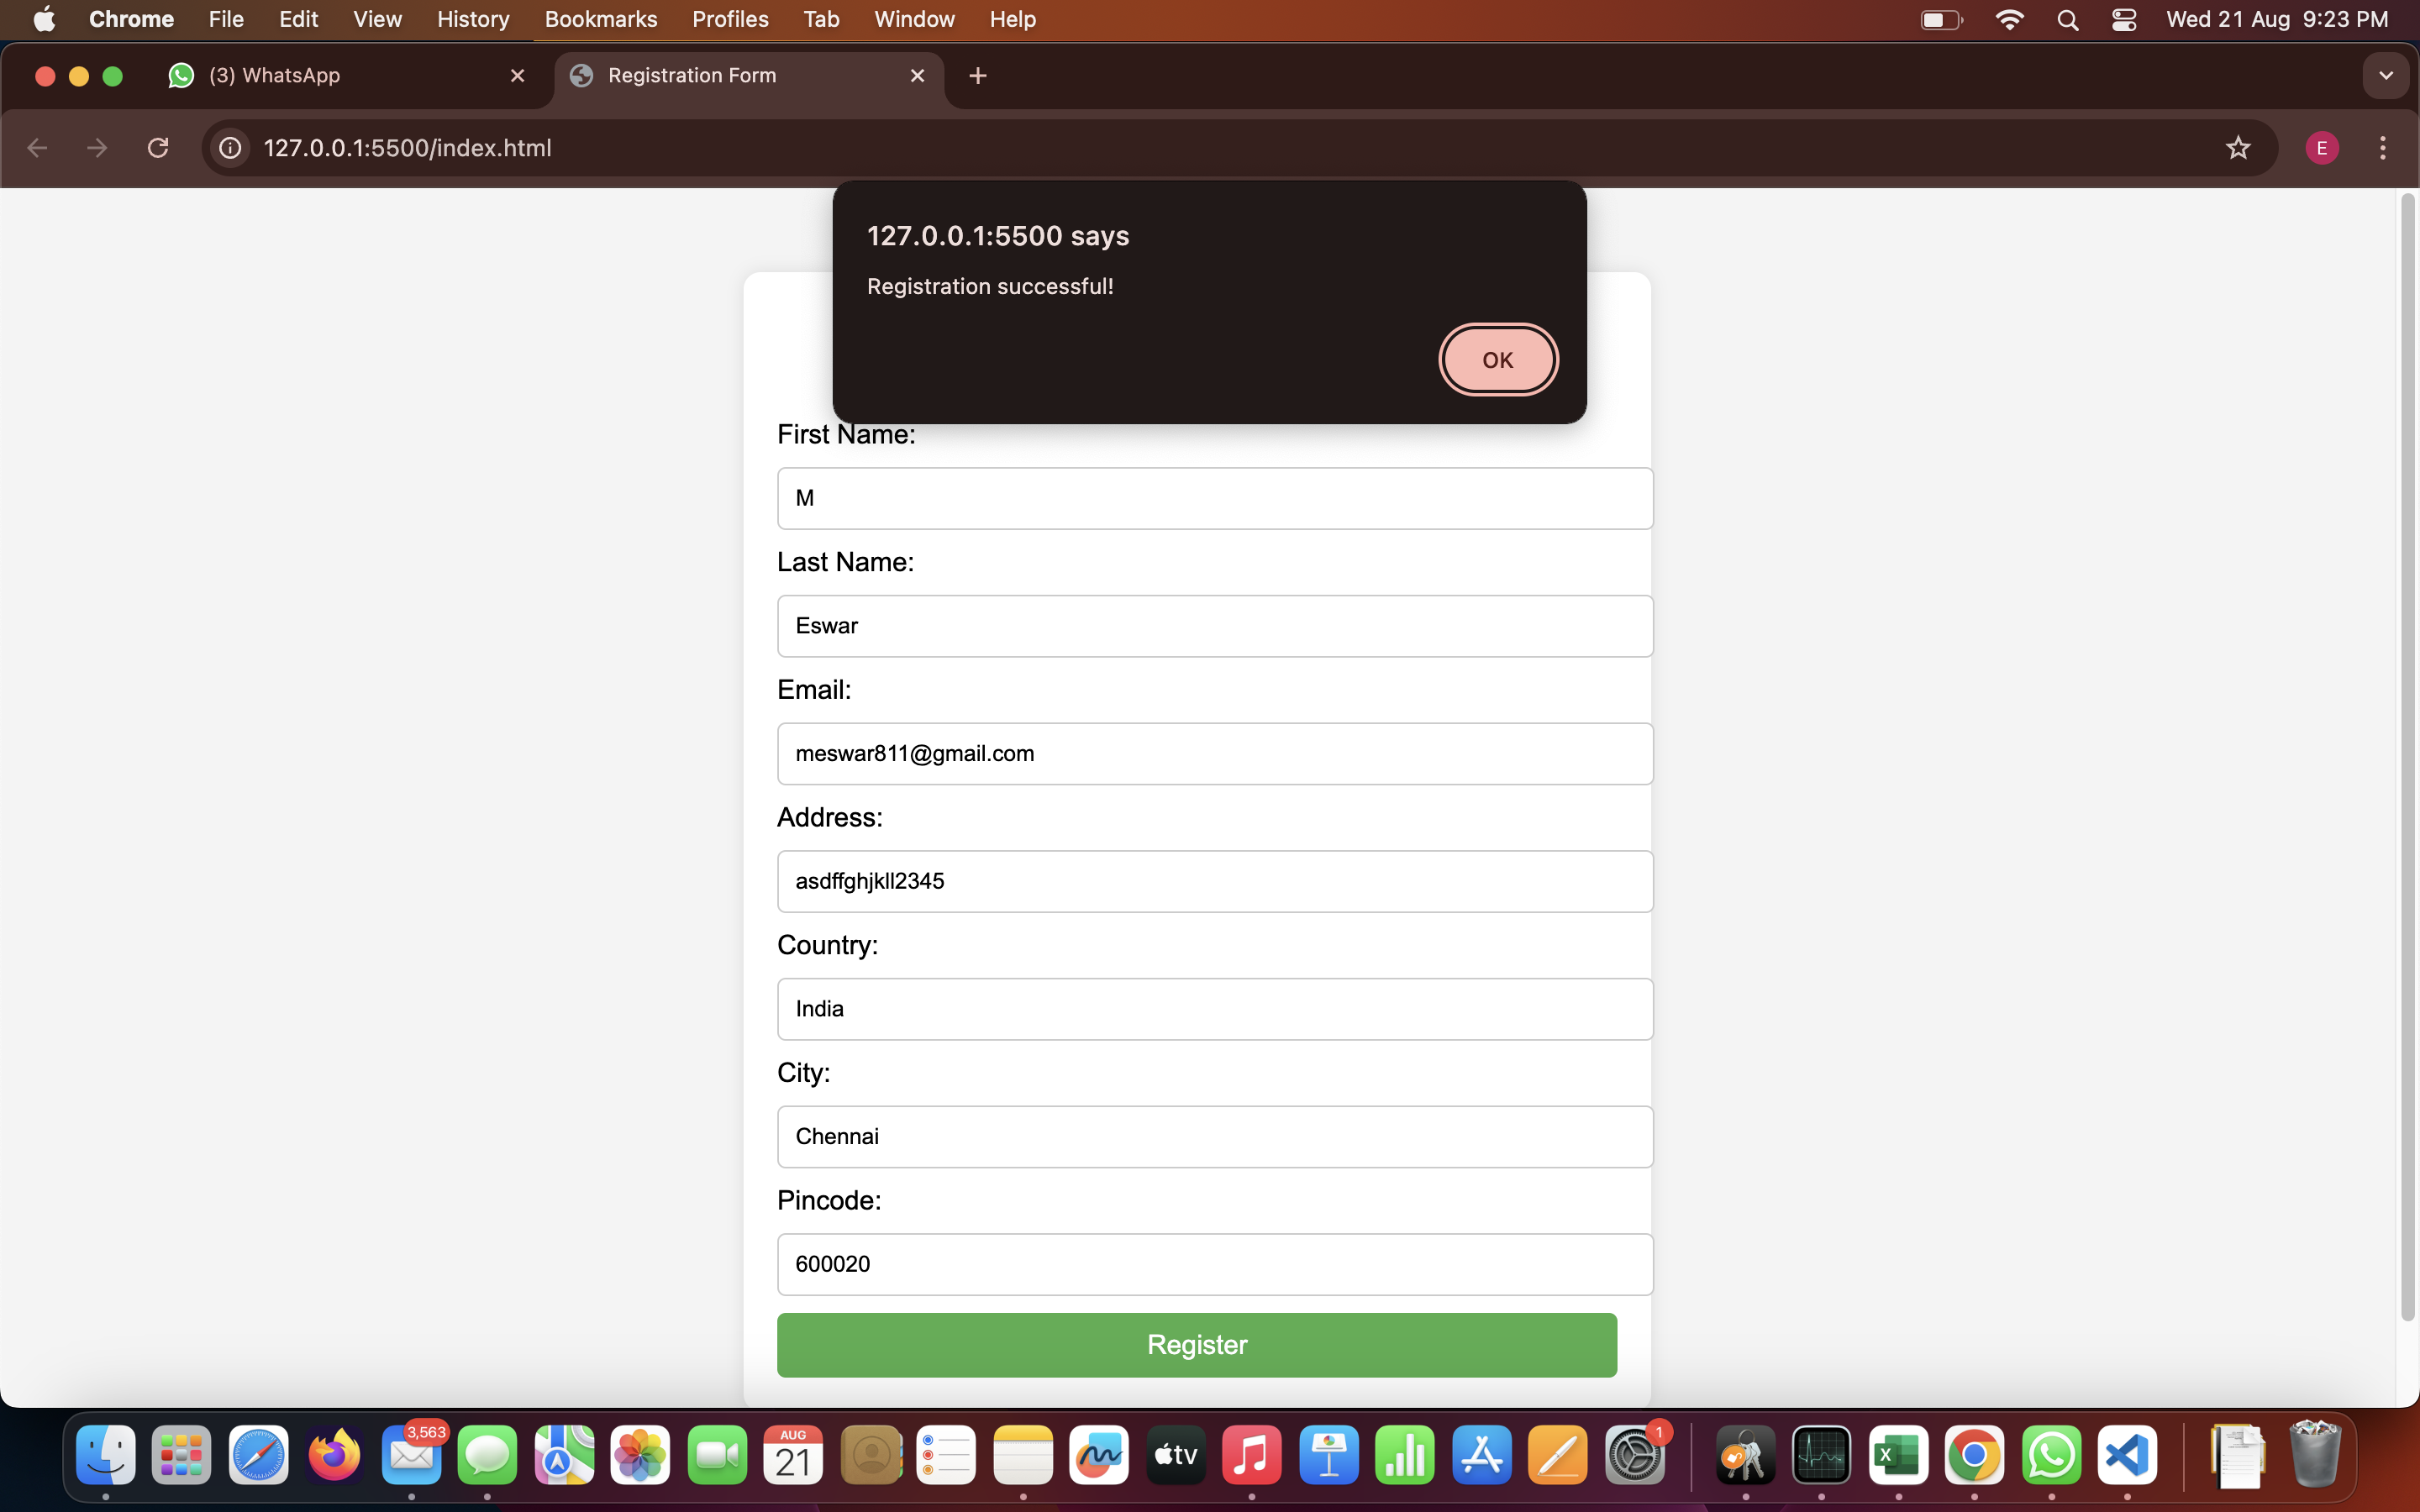 Chrome File Edit View History Bookmarks Profiles Tab Window Help Wed 21 Aug 9:23 PM
(3) WhatsApp Registration Form
127.0.0.1:5500/index.html E
127.0.0.1:5500 says
Registration successful!
OK
First Name:
M
Last Name:
Eswar
Email:
meswar811@gmail.com
Address:
asdffghjkll2345
Country:
India
City:
Chennai
Pincode:
600020
Register
3,563 AUG 21 tv 1 X